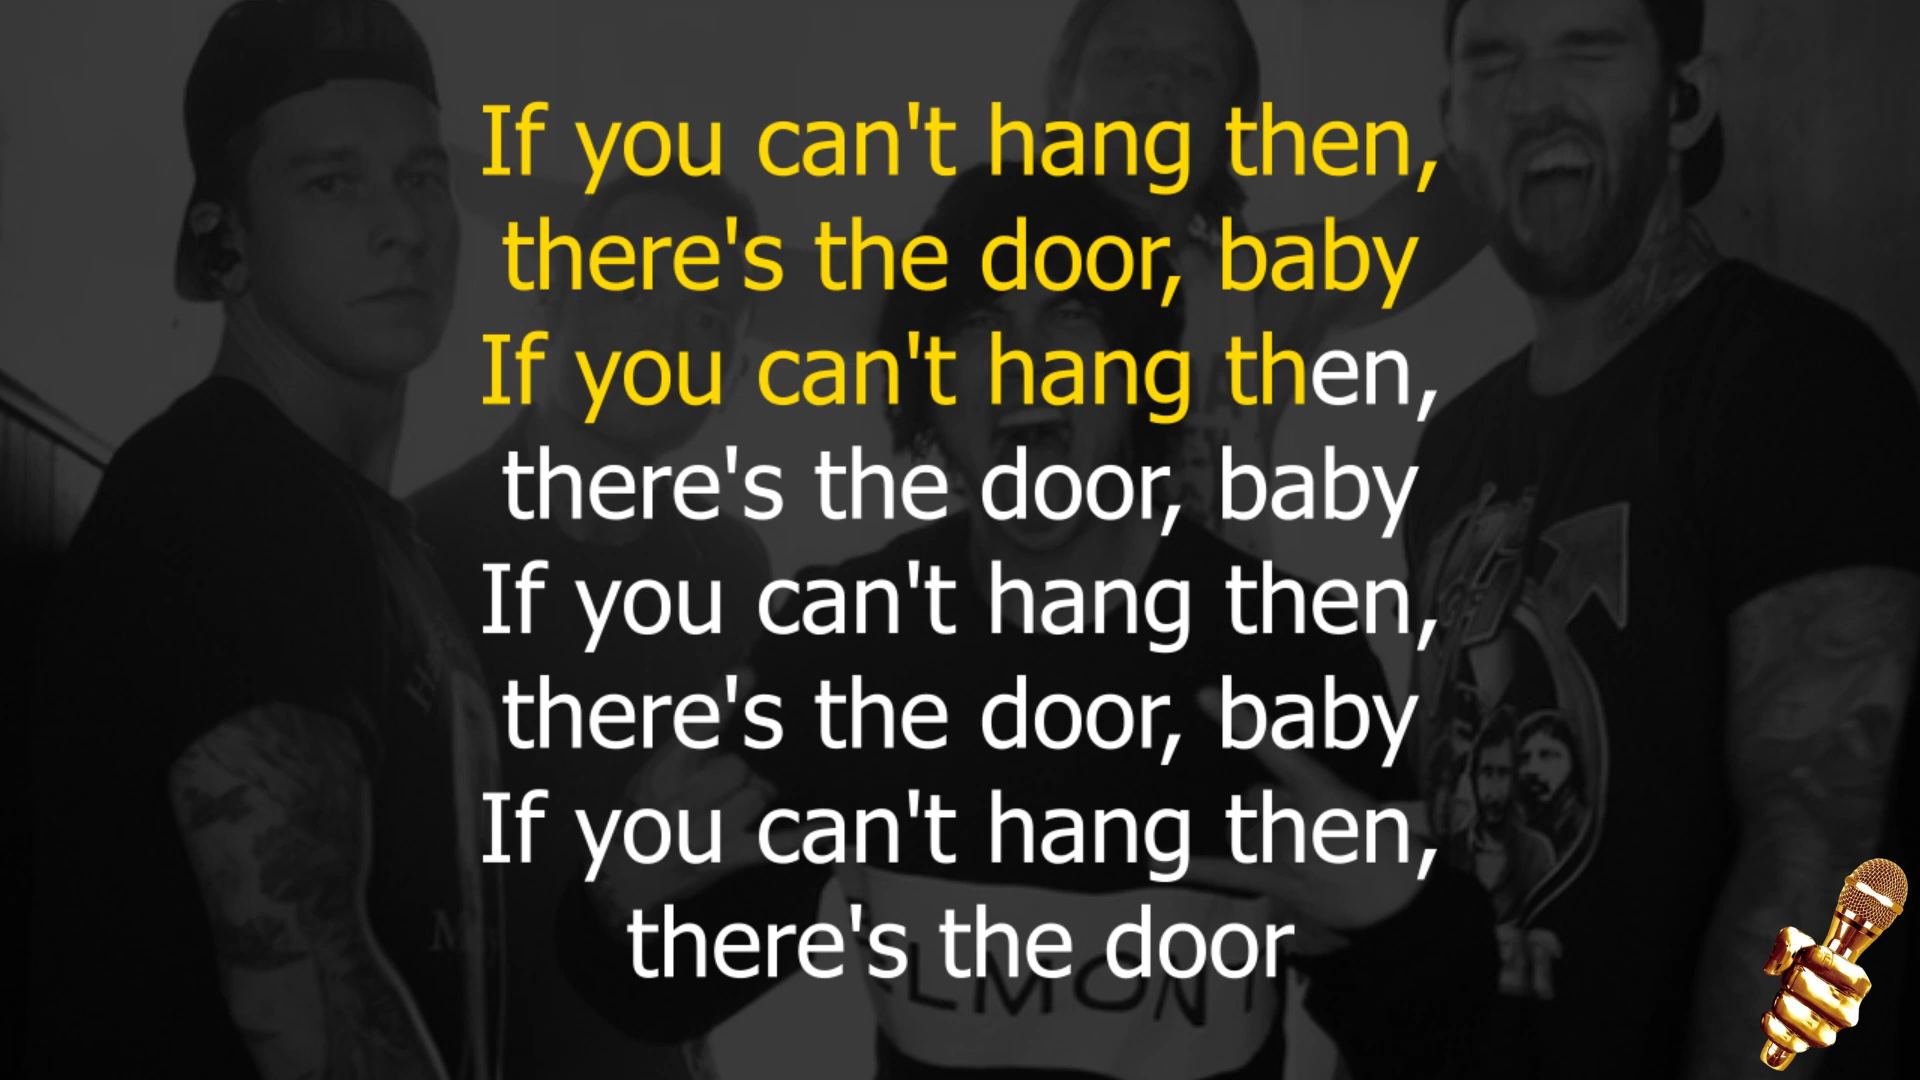 If you can't hang then,
there's the door, baby
If you can't hang then,
there's the door, baby
If you can't hang then,
there's the door, baby
If you can't hang then,
there's the door
LMONT